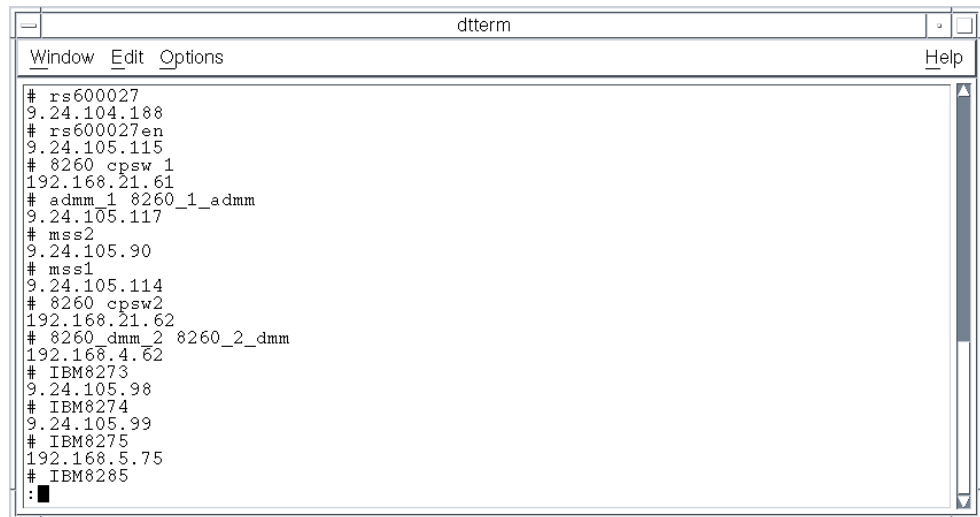 dtterm
Window Edit Options Help
# rs600027
9.24.104.188
# rs600027en
9.24.105.115
# 8260 cpsw 1
192.168.21.61
# admm_1 8260_1_admm
9.24.105.117
# mss2
9.24.105.90
# mss1
9.24.105.114
# 8260 cpsw2
192.168.21.62
# 8260_dmm_2 8260_2_dmm
192.168.4.62
# IBM8273
9.24.105.98
# IBM8274
9.24.105.99
# IBM8275
192.168.5.75
# IBM8285
: